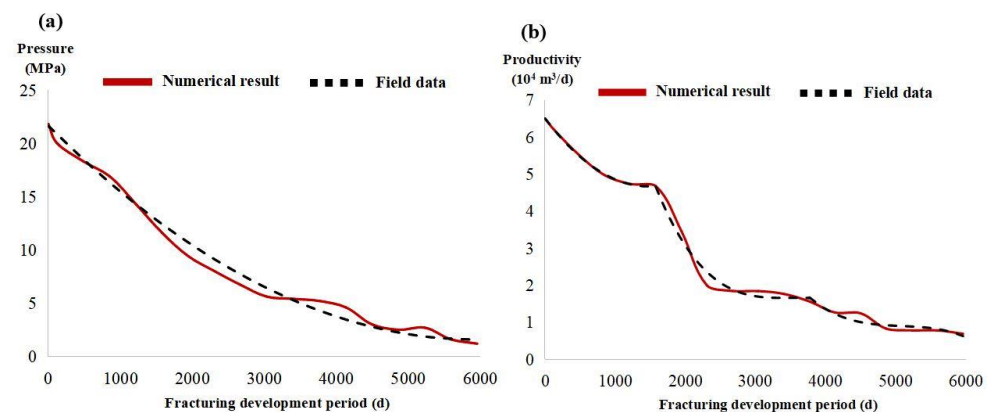 (a)
Pressure
(MPa)
Numerical result
Field data
25
20
15
10
5
0
0 1000 2000 3000 4000 5000 6000
Fracturing development period (d)
(b)
Productivity
(10⁴ m³/d)
Numerical result
Field data
7
6
5
4
3
2
1
0
0 1000 2000 3000 4000 5000 6000
Fracturing development period (d)